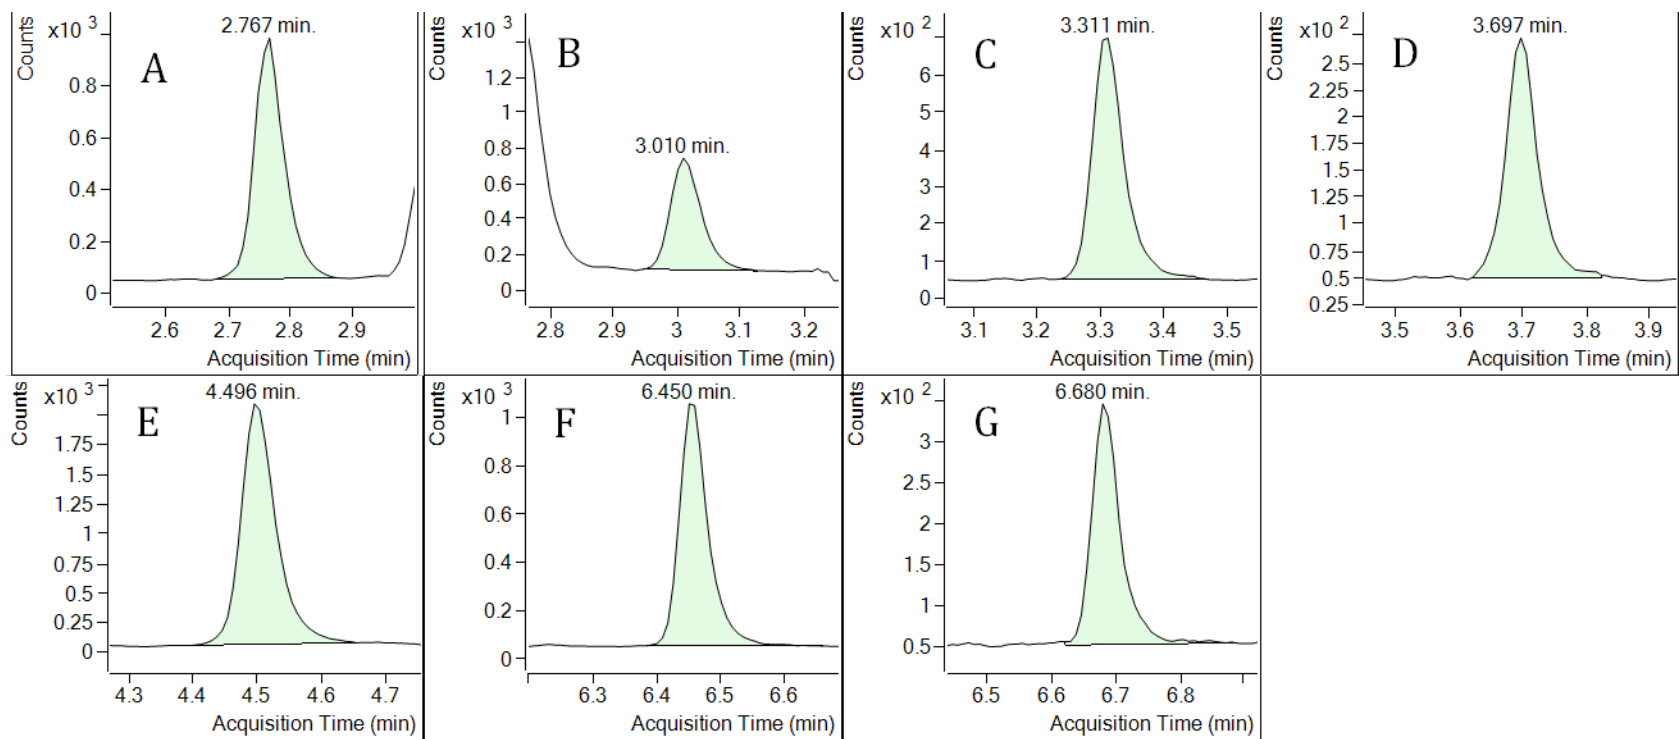 Counts
x10 3
2.767 min.
A
0.8
0.6
0.4
0.2
0
2.6 2.7 2.8 2.9
Acquisition Time (min)
Counts
x10 3
B
1.2
1
0.8
3.010 min.
0.6
0.4
0.2
0
2.8 2.9 3 3.1 3.2
Acquisition Time (min)
Counts
x10 2
3.311 min.
C
6
5
4
3
2
1
0
3.1 3.2 3.3 3.4 3.5
Acquisition Time (min)
Counts
x10 2
3.697 min.
D
2.5
2.25
2
1.75
1.5
1.25
1
0.75
0.5
0.25
3.5 3.6 3.7 3.8 3.9
Acquisition Time (min)
Counts
x10 3
4.496 min.
E
1.75
1.5
1.25
1
0.75
0.5
0.25
0
4.3 4.4 4.5 4.6 4.7
Acquisition Time (min)
Counts
x10 3
6.450 min.
F
1
0.8
0.6
0.4
0.2
0
6.3 6.4 6.5 6.6
Acquisition Time (min)
Counts
x10 2
6.680 min.
G
3
2.5
2
1.5
1
0.5
6.5 6.6 6.7 6.8
Acquisition Time (min)